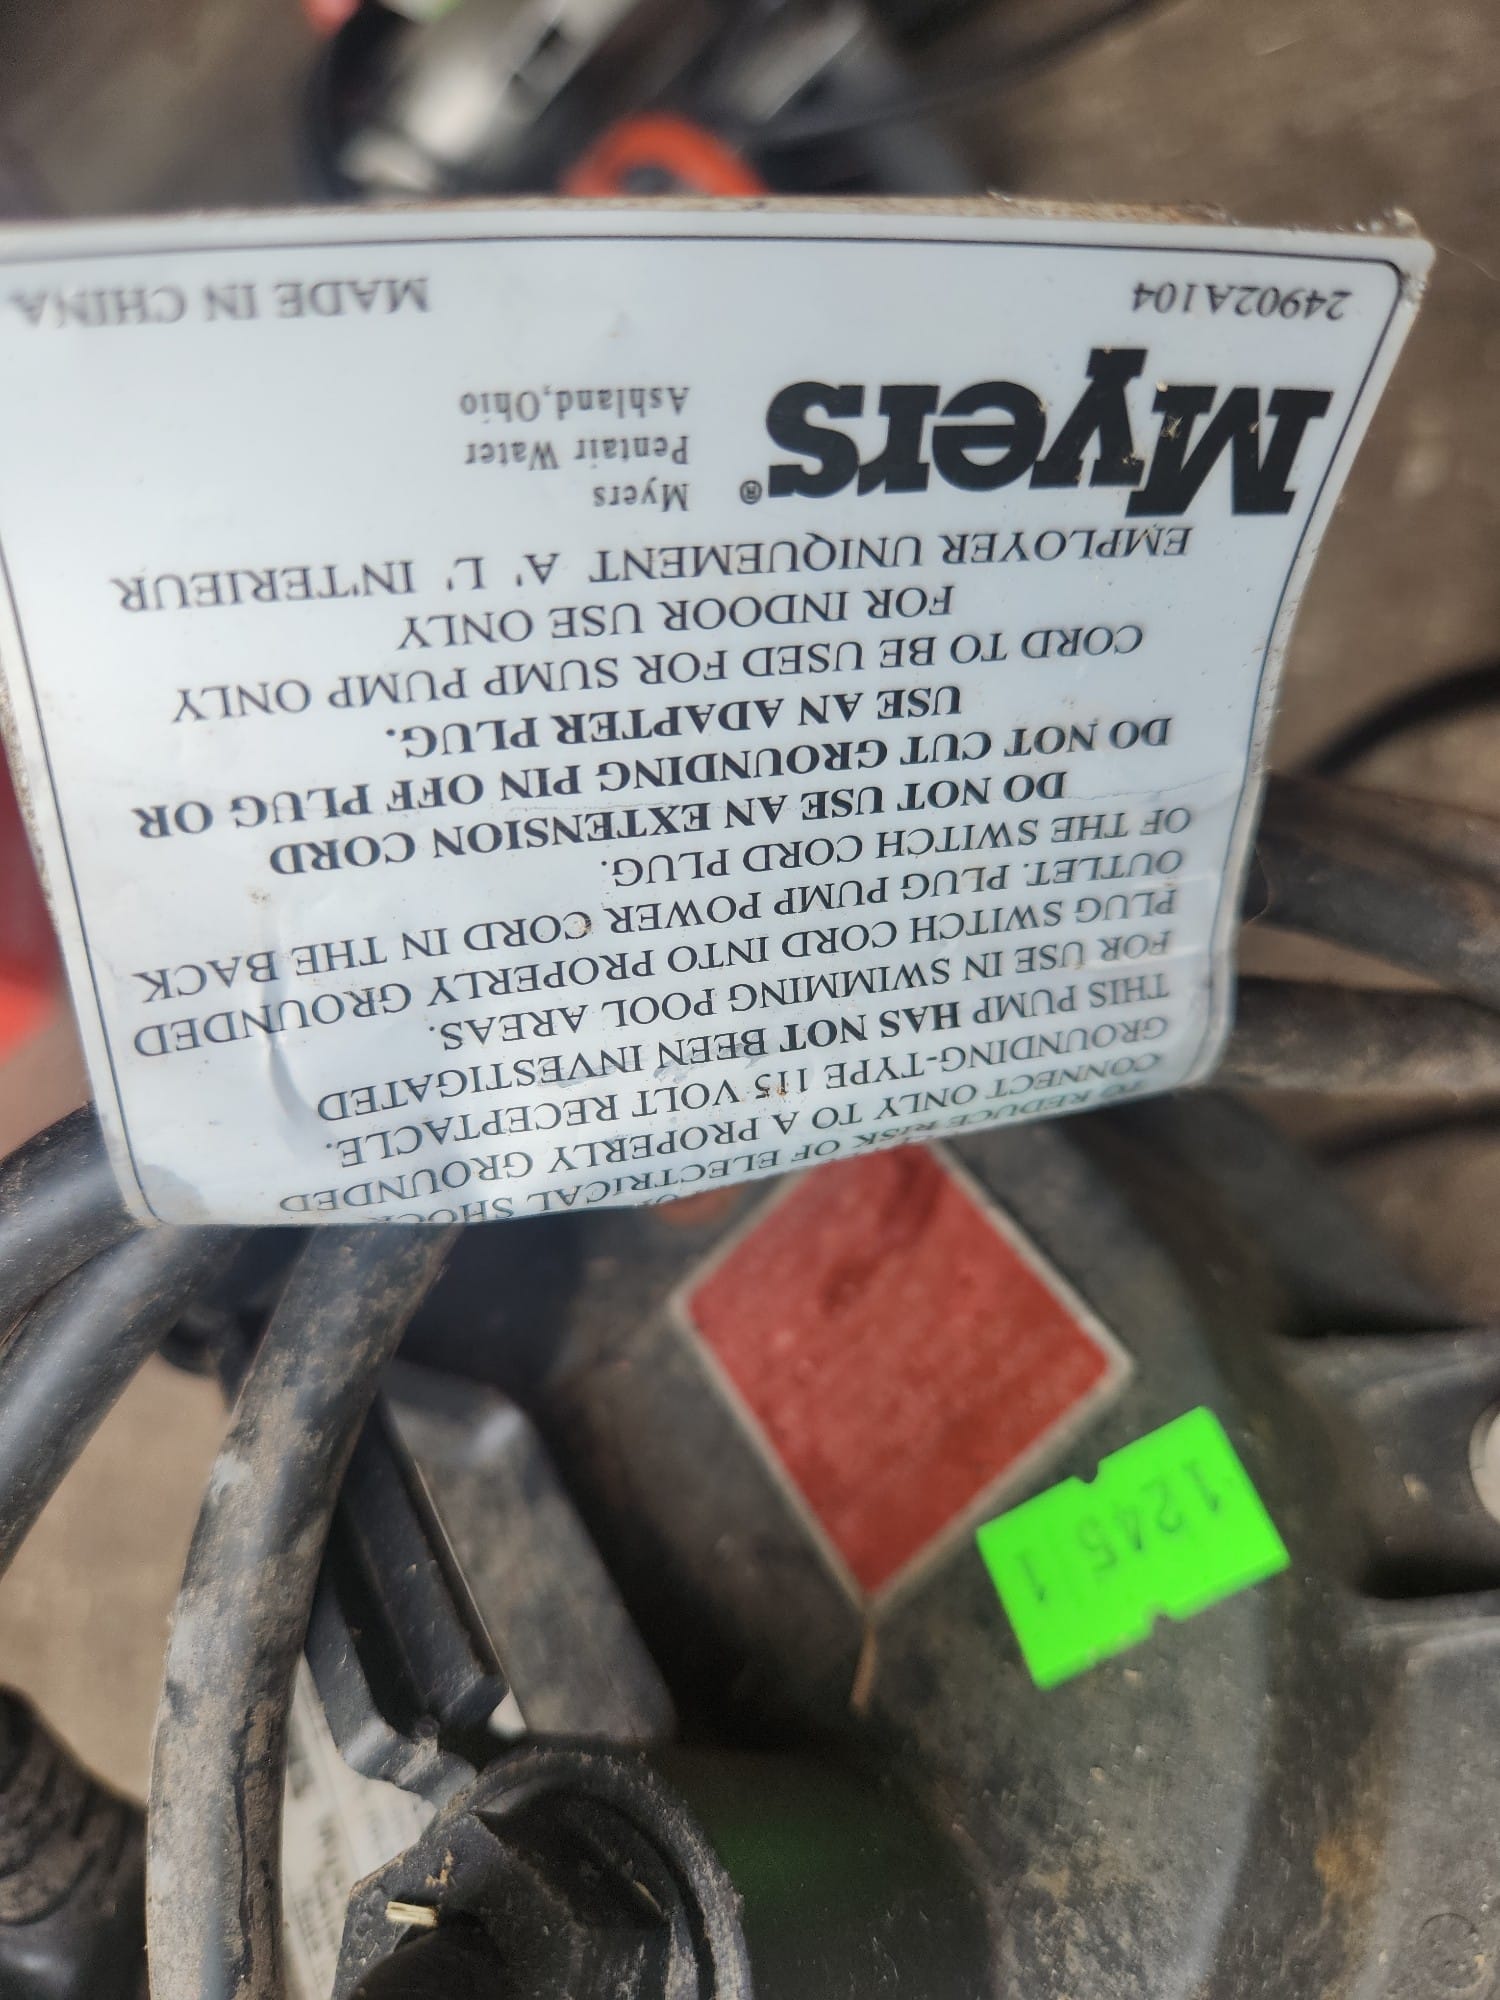 TO REDUCE RISK OF ELECTRICAL SHOCK
CONNECT ONLY TO A PROPERLY GROUNDED
GROUNDING-TYPE 115 VOLT RECEPTACLE.
THIS PUMP HAS NOT BEEN INVESTIGATED
FOR USE IN SWIMMING POOL AREAS.
PLUG SWITCH CORD INTO PROPERLY GROUNDED
OUTLET. PLUG PUMP POWER CORD IN THE BACK
OF THE SWITCH CORD PLUG.
DO NOT USE AN EXTENSION CORD
DO NOT CUT GROUNDING PIN OFF PLUG OR
USE AN ADAPTER PLUG.
CORD TO BE USED FOR SUMP PUMP ONLY
FOR INDOOR USE ONLY
EMPLOYER UNIQUEMENT A' L' INTERIEUR
Myers®
Myers
Pentair Water
Ashland,Ohio
24902A104 MADE IN CHINA
1245 1